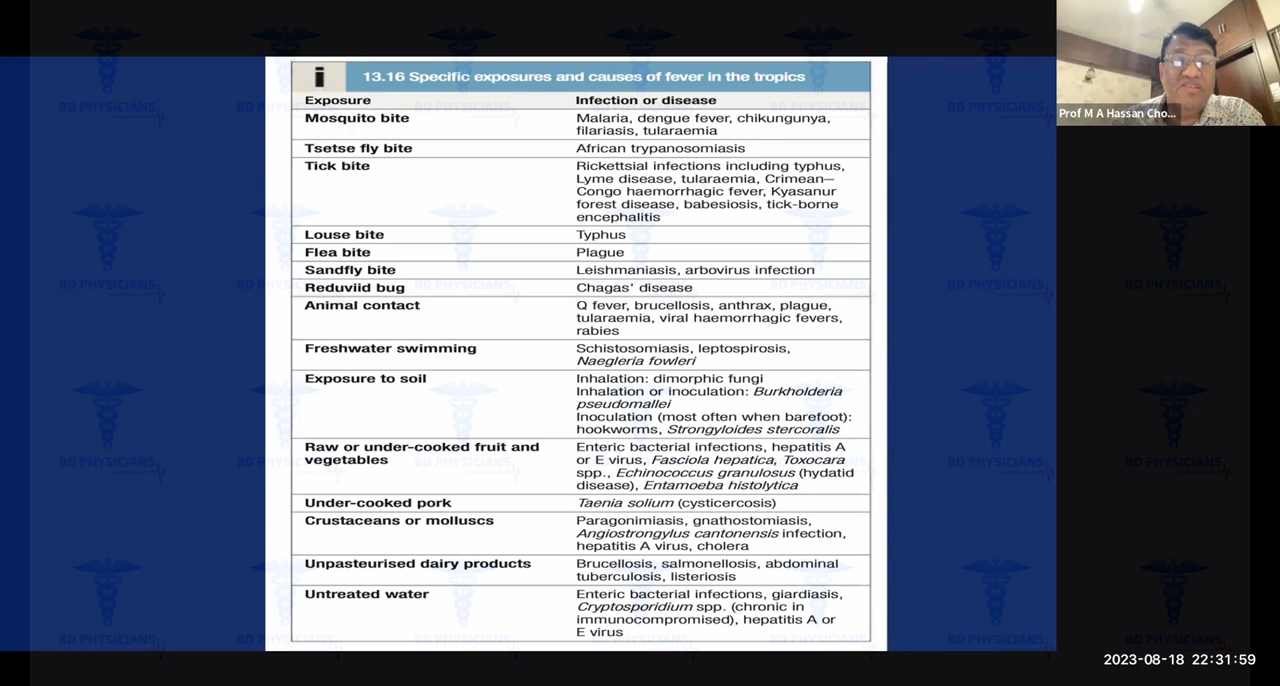 13.16 Specific exposures and causes of fever in the tropics
Exposure Infection or disease
Mosquito bite Malaria, dengue fever, chikungunya,
filariasis, tularaemia
Tsetse fly bite African trypanosomiasis
Tick bite Rickettsial infections including typhus,
Lyme disease, tularaemia, Crimean–
Congo haemorrhagic fever, Kyasanur
forest disease, babesiosis, tick-borne
encephalitis
Louse bite Typhus
Flea bite Plague
Sandfly bite Leishmaniasis, arbovirus infection
Reduviid bug Chagas' disease
Animal contact Q fever, brucellosis, anthrax, plague,
tularaemia, viral haemorrhagic fevers,
rabies
Freshwater swimming Schistosomiasis, leptospirosis,
Naegleria fowleri
Exposure to soil Inhalation: dimorphic fungi
Inhalation or inoculation: Burkholderia
pseudomallei
Inoculation (most often when barefoot):
hookworms, Strongyloides stercoralis
Raw or under-cooked fruit and Enteric bacterial infections, hepatitis A
vegetables or E virus, Fasciola hepatica, Toxocara
spp., Echinococcus granulosus (hydatid
disease), Entamoeba histolytica
Under-cooked pork Taenia solium (cysticercosis)
Crustaceans or molluscs Paragonimiasis, gnathostomiasis,
Angiostrongylus cantonensis infection,
hepatitis A virus, cholera
Unpasteurised dairy products Brucellosis, salmonellosis, abdominal
tuberculosis, listeriosis
Untreated water Enteric bacterial infections, giardiasis,
Cryptosporidium spp. (chronic in
immunocompromised), hepatitis A or
E virus
Prof M A Hassan Cho...
BD PHYSICIANS
2023-08-18 22:31:59